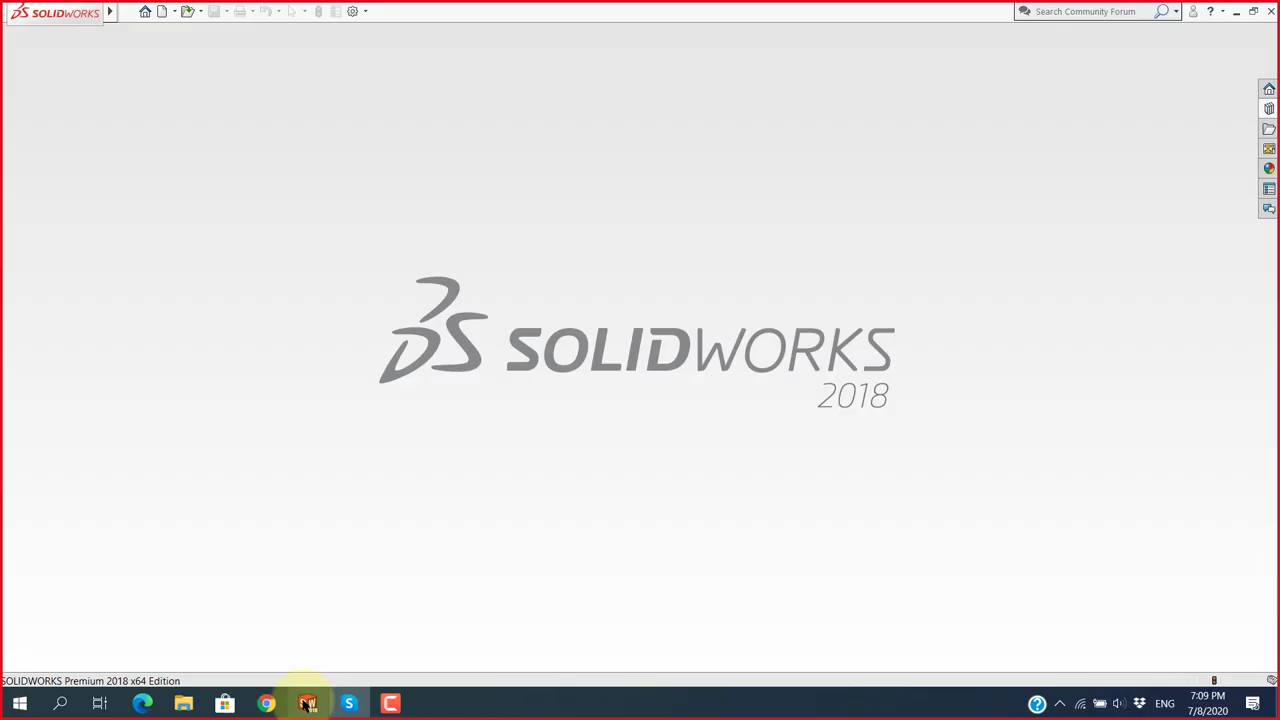 SOLIDWORKS
Search Community Forum
?
SOLIDWORKS
2018
SOLIDWORKS Premium 2018 x64 Edition
ENG
7:09 PM
7/8/2020